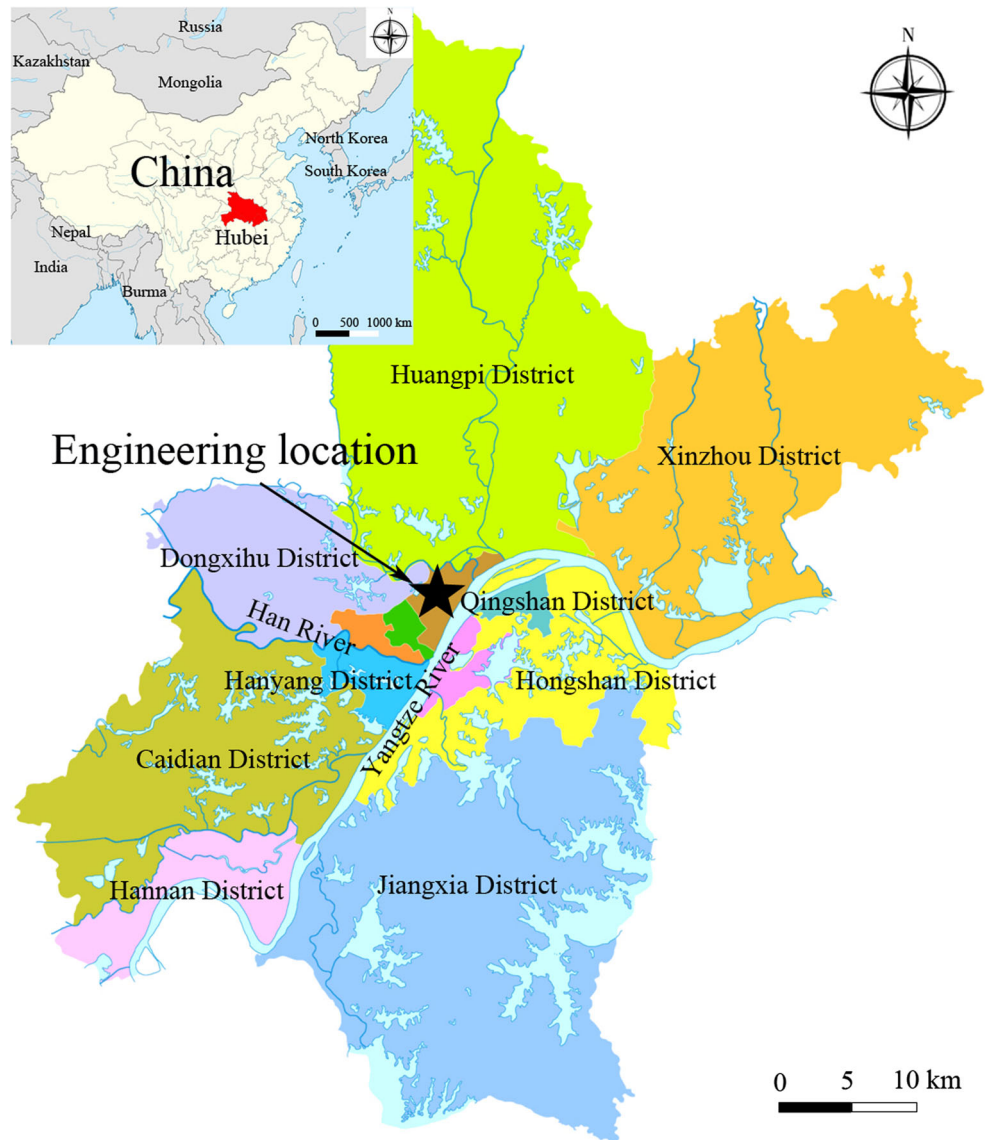 Russia
N
Kazakhstan
Mongolia
North Korea
South Korea
China
Hubei
Nepal
India
Burma
0 500 1000 km
N
Huangpi District
Engineering location
Xinzhou District
Dongxihu District
Qingshan District
Han River
Hanyang District
Hongshan District
Yangtze River
Caidian District
Hannan District
Jiangxia District
0 5 10 km